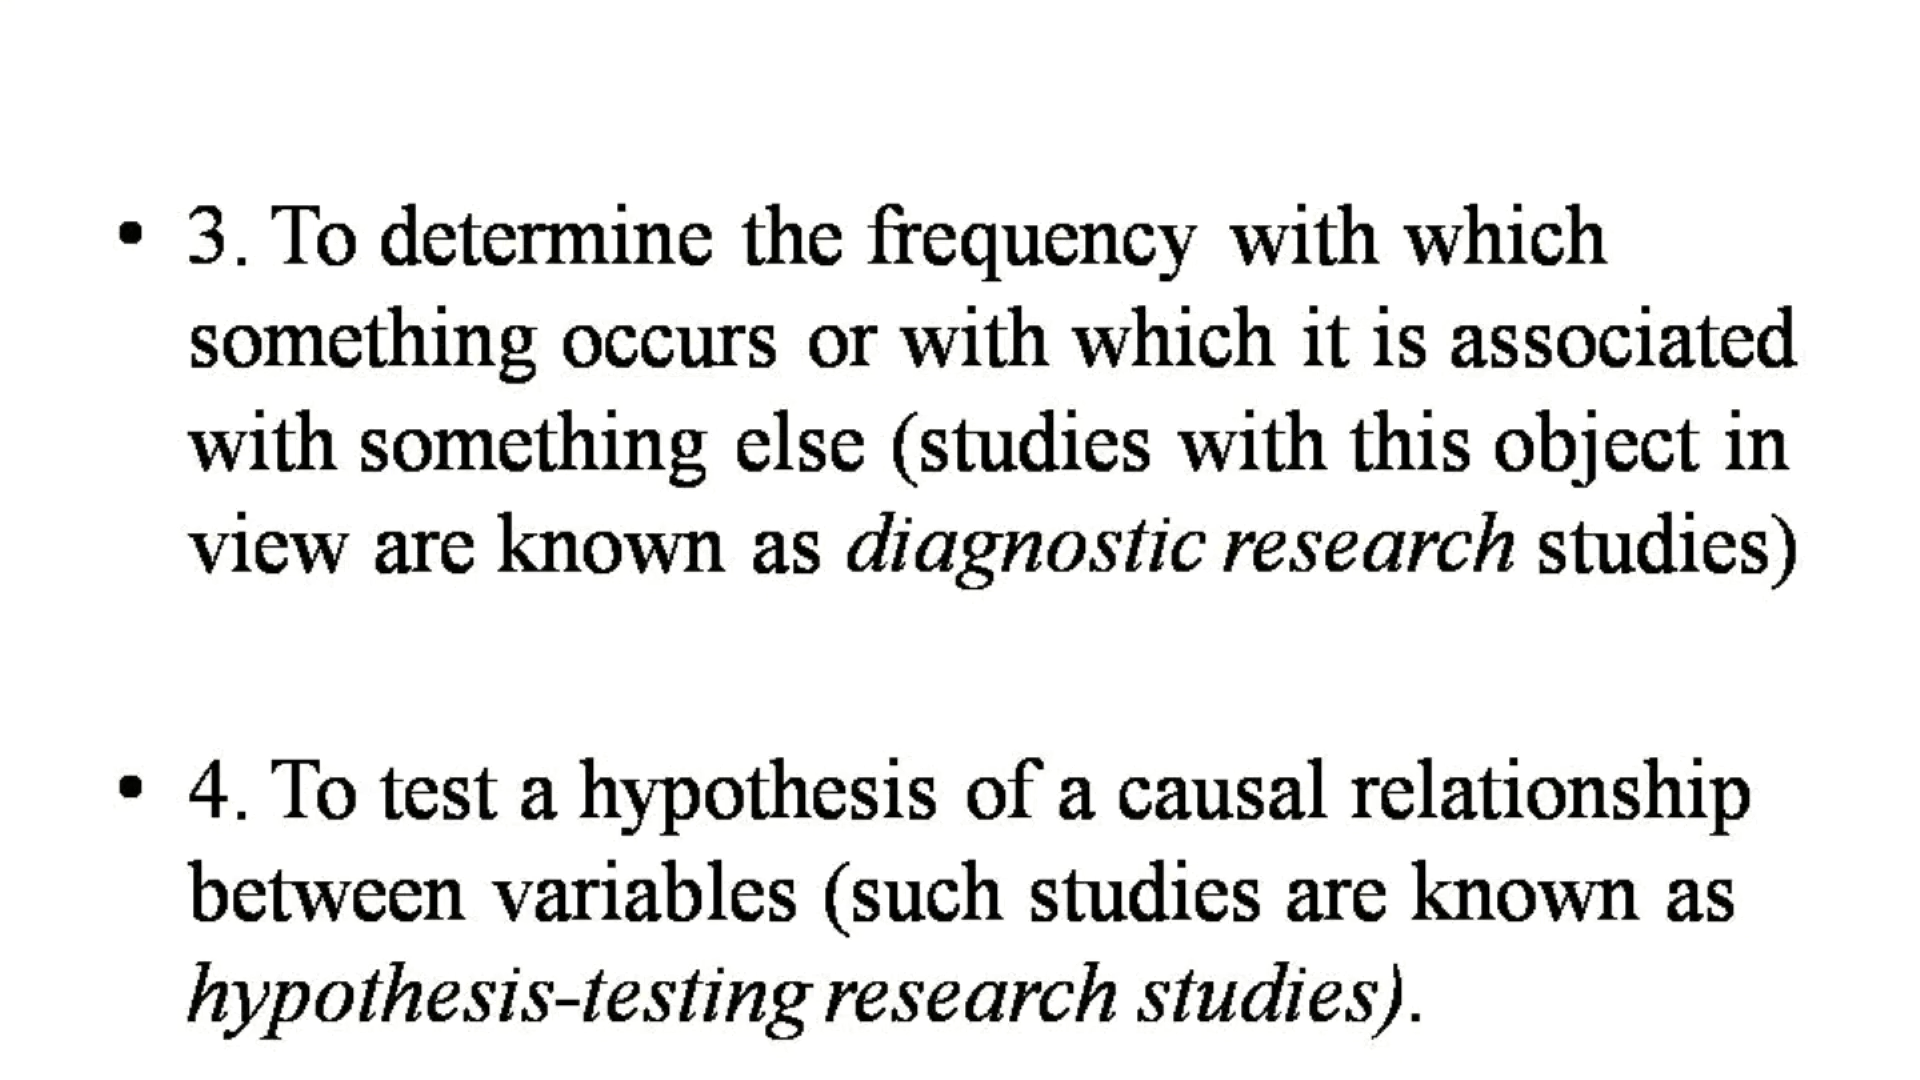 • 3. To determine the frequency with which
something occurs or with which it is associated
with something else (studies with this object in
view are known as diagnostic research studies)
• 4. To test a hypothesis of a causal relationship
between variables (such studies are known as
hypothesis-testing research studies).